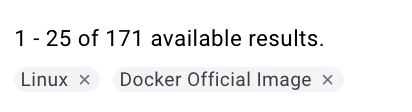 1 - 25 of 171 available results.
Linux × Docker Official Image ×